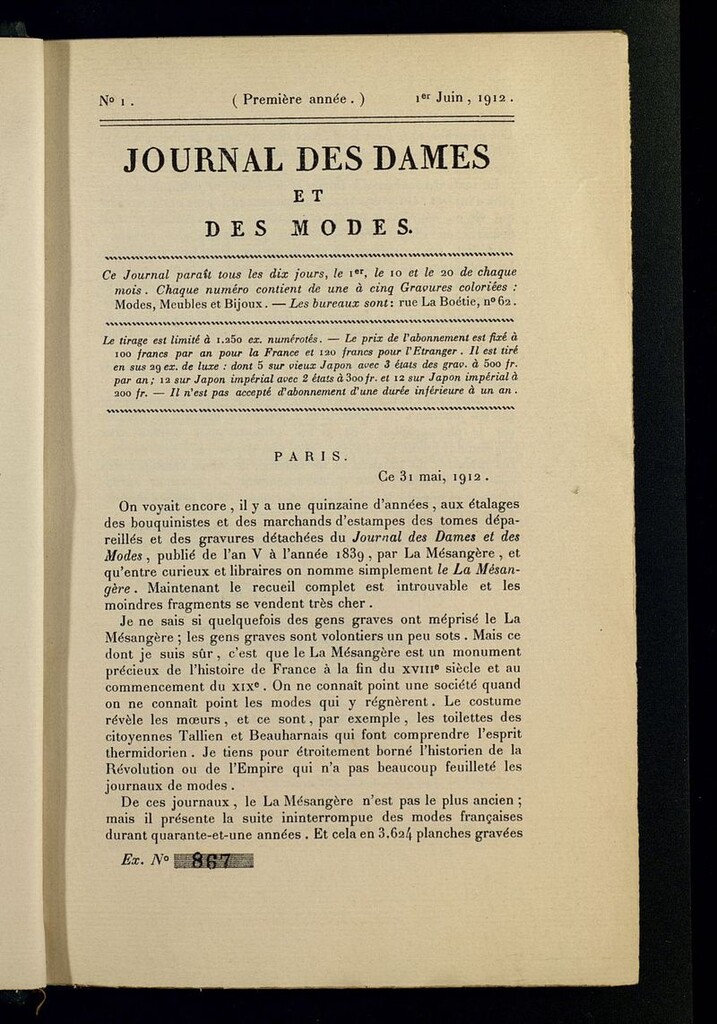 Nº 1 . ( Première année . ) 1er Juin , 1912 .
JOURNAL DES DAMES
ET
DES MODES.
Ce Journal paraît tous les dix jours, le 1er, le 10 et le 20 de chaque
mois . Chaque numéro contient de une à cinq Gravures coloriées :
Modes, Meubles et Bijoux . — Les bureaux sont : rue La Boétie, nº 62 .
Le tirage est limité à 1.250 ex. numérotés . — Le prix de l'abonnement est fixé à
100 francs par an pour la France et 120 francs pour l'Etranger . Il est tiré
en sus 29 ex. de luxe : dont 5 sur vieux Japon avec 3 états des grav. à 500 fr.
par an ; 12 sur Japon impérial avec 2 états à 300 fr. et 12 sur Japon impérial à
200 fr. — Il n'est pas accepté d'abonnement d'une durée inférieure à un an .
PARIS.
Ce 31 mai, 1912 .
On voyait encore , il y a une quinzaine d'années , aux étalages
des bouquinistes et des marchands d'estampes des tomes dépa-
reillés et des gravures détachées du Journal des Dames et des
Modes , publié de l'an V à l'année 1839 , par La Mésangère , et
qu'entre curieux et libraires on nomme simplement le La Mésan-
gère . Maintenant le recueil complet est introuvable et les
moindres fragments se vendent très cher .
Je ne sais si quelquefois des gens graves ont méprisé le La
Mésangère ; les gens graves sont volontiers un peu sots . Mais ce
dont je suis sûr , c'est que le La Mésangère est un monument
précieux de l'histoire de France à la fin du XVIIIe siècle et au
commencement du XIXe . On ne connaît point une société quand
on ne connaît point les modes qui y régnèrent . Le costume
révèle les mœurs , et ce sont , par exemple , les toilettes des
citoyennes Tallien et Beauharnais qui font comprendre l'esprit
thermidorien . Je tiens pour étroitement borné l'historien de la
Révolution ou de l'Empire qui n'a pas beaucoup feuilleté les
journaux de modes .
De ces journaux , le La Mésangère n'est pas le plus ancien ;
mais il présente la suite ininterrompue des modes françaises
durant quarante-et-une années . Et cela en 3.624 planches gravées
Ex. Nº 867